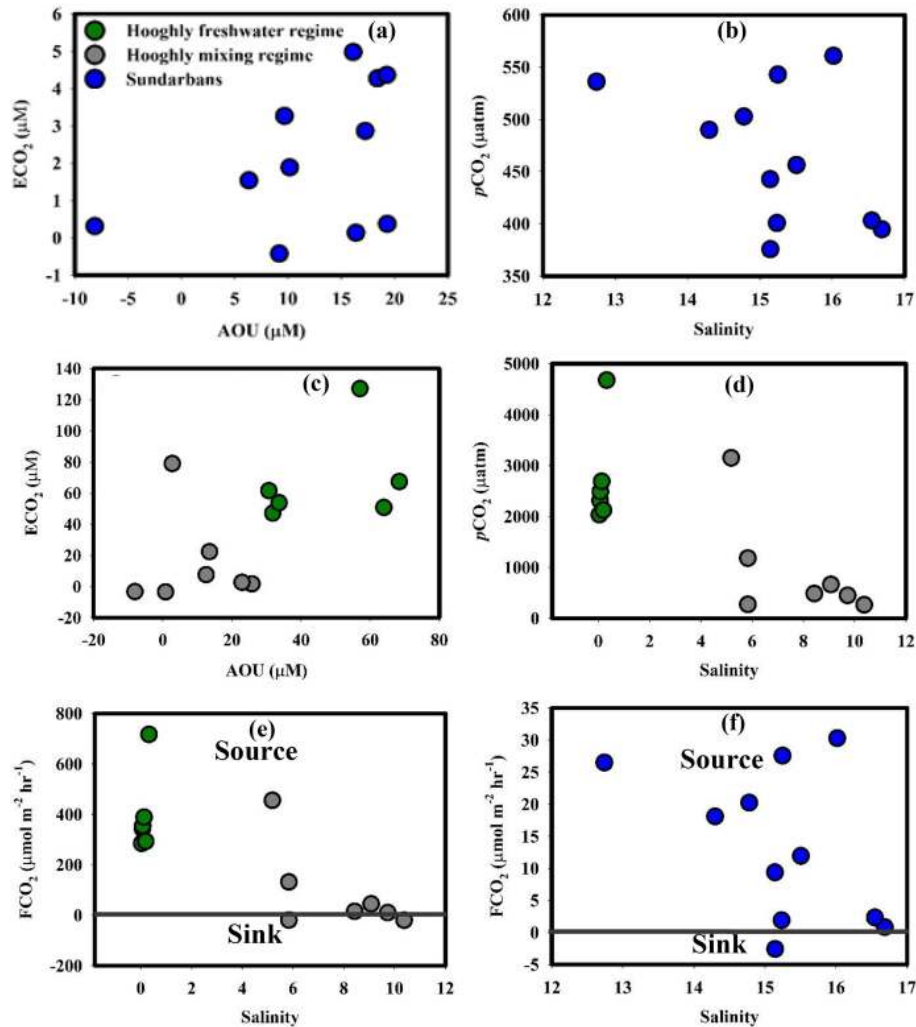 Hooghly freshwater regime
Hooghly mixing regime
Sundarbans
(a)
ECO₂ (μM)
6
5
4
3
2
1
0
-1
-10 -5 0 5 10 15 20 25
AOU (μM)
(b)
pCO₂ (μatm)
600
550
500
450
400
350
12 13 14 15 16 17
Salinity
(c)
ECO₂ (μM)
140
120
100
80
60
40
20
0
-20
-20 0 20 40 60 80
AOU (μM)
(d)
pCO₂ (μatm)
5000
4000
3000
2000
1000
0
-2 0 2 4 6 8 10 12
Salinity
(e)
Source
Sink
FCO₂ (μmol m⁻² hr⁻¹)
800
600
400
200
0
-200
0 2 4 6 8 10 12
Salinity
(f)
Source
Sink
FCO₂ (μmol m⁻² hr⁻¹)
35
30
25
20
15
10
5
0
-5
12 13 14 15 16 17
Salinity